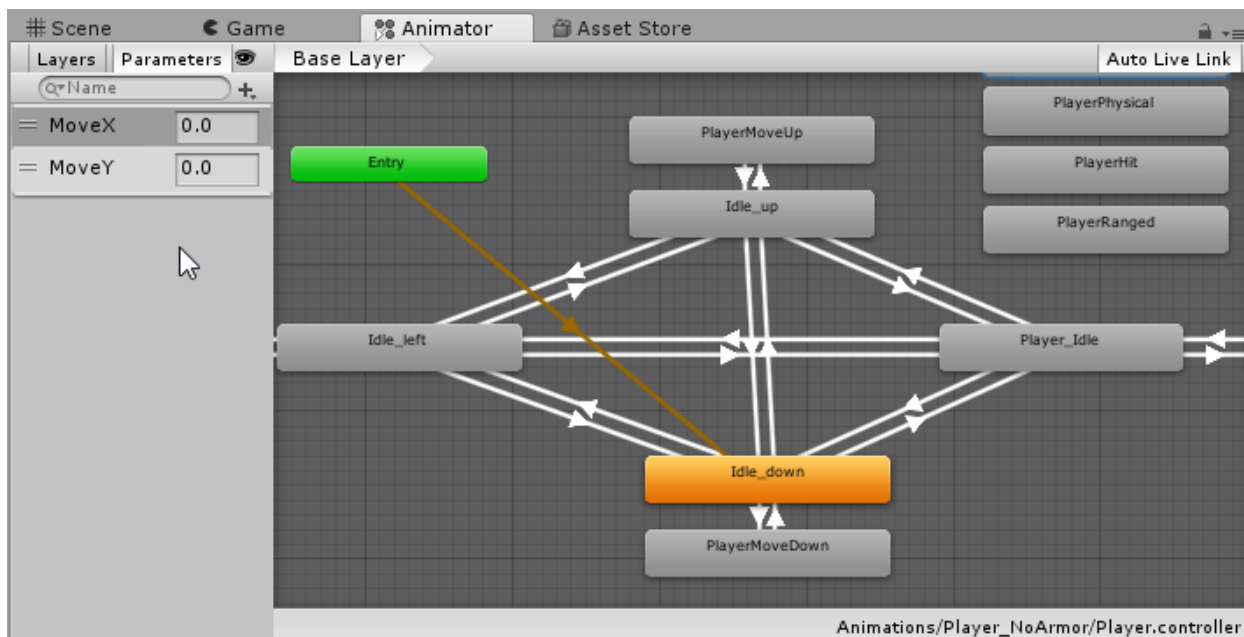 Scene
Game
Animator
Asset Store
Layers
Parameters
Base Layer
Auto Live Link
Name
MoveX 0.0
MoveY 0.0
Entry
PlayerMoveUp
Idle_up
PlayerPhysical
PlayerHit
PlayerRanged
Idle_left
Player_Idle
Idle_down
PlayerMoveDown
Animations/Player_NoArmor/Player.controller